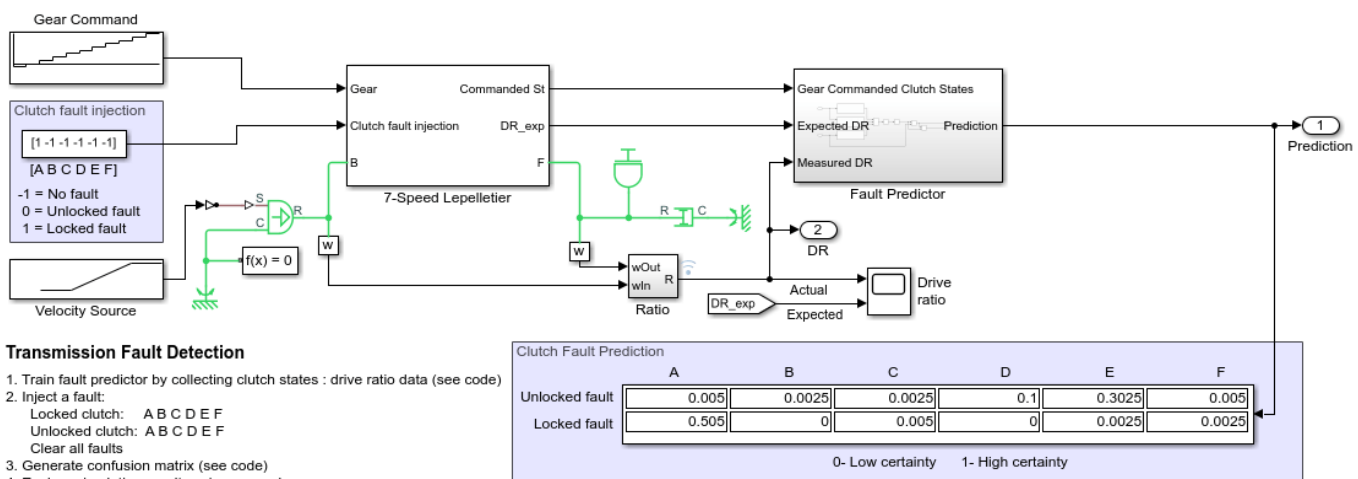 Gear Command
Clutch fault injection
[1 -1 -1 -1 -1 -1]
[A B C D E F]
-1 = No fault
0 = Unlocked fault
1 = Locked fault
Velocity Source
S
C
R
f(x) = 0
w
Gear
Clutch fault injection
B
Commanded St
DR_exp
F
7-Speed Lepelletier
w
R
C
wOut
wIn
R
Ratio
Gear Commanded Clutch States
Expected DR
Measured DR
Prediction
Fault Predictor
1
Prediction
2
DR
Actual
DR_exp
Expected
Drive
ratio
Transmission Fault Detection
1. Train fault predictor by collecting clutch states : drive ratio data (see code)
2. Inject a fault:
Locked clutch: A B C D E F
Unlocked clutch: A B C D E F
Clear all faults
3. Generate confusion matrix (see code)
Clutch Fault Prediction
A B C D E F
Unlocked fault 0.005 0.0025 0.0025 0.1 0.3025 0.005
Locked fault 0.505 0 0.005 0 0.0025 0.0025
0- Low certainty 1- High certainty